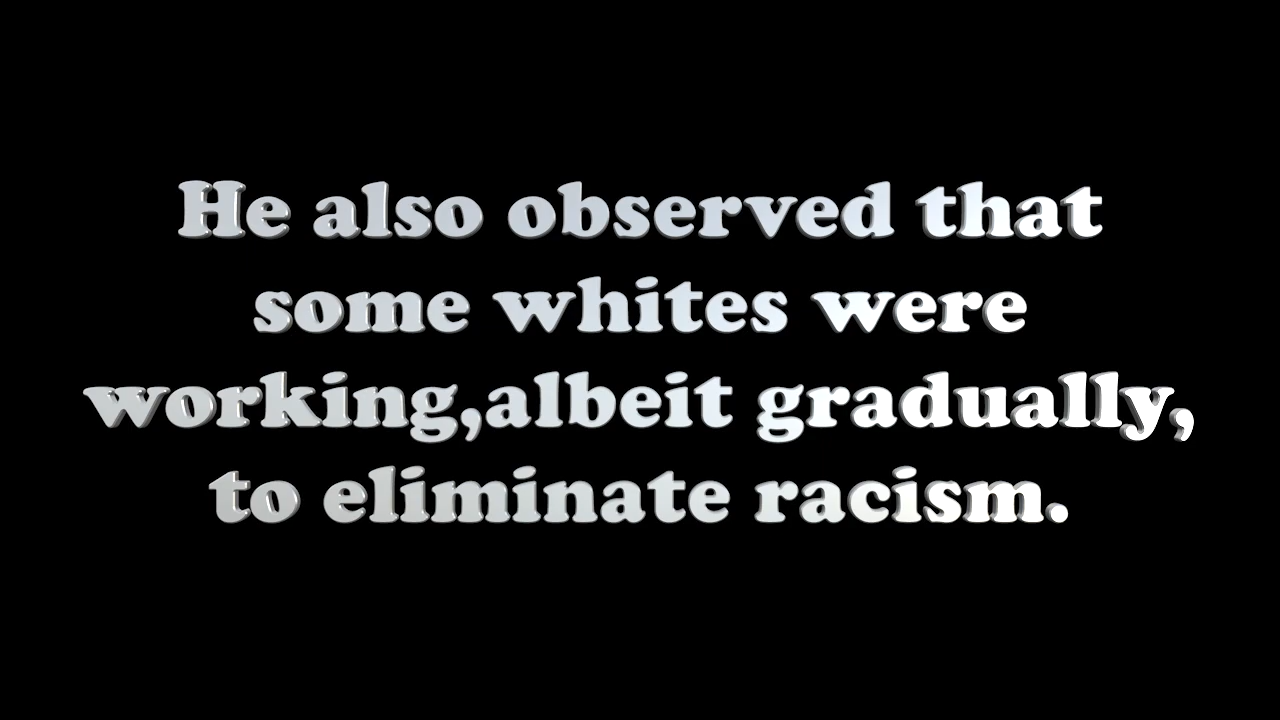 He also observed that
some whites were
working,albeit gradually,
to eliminate racism.